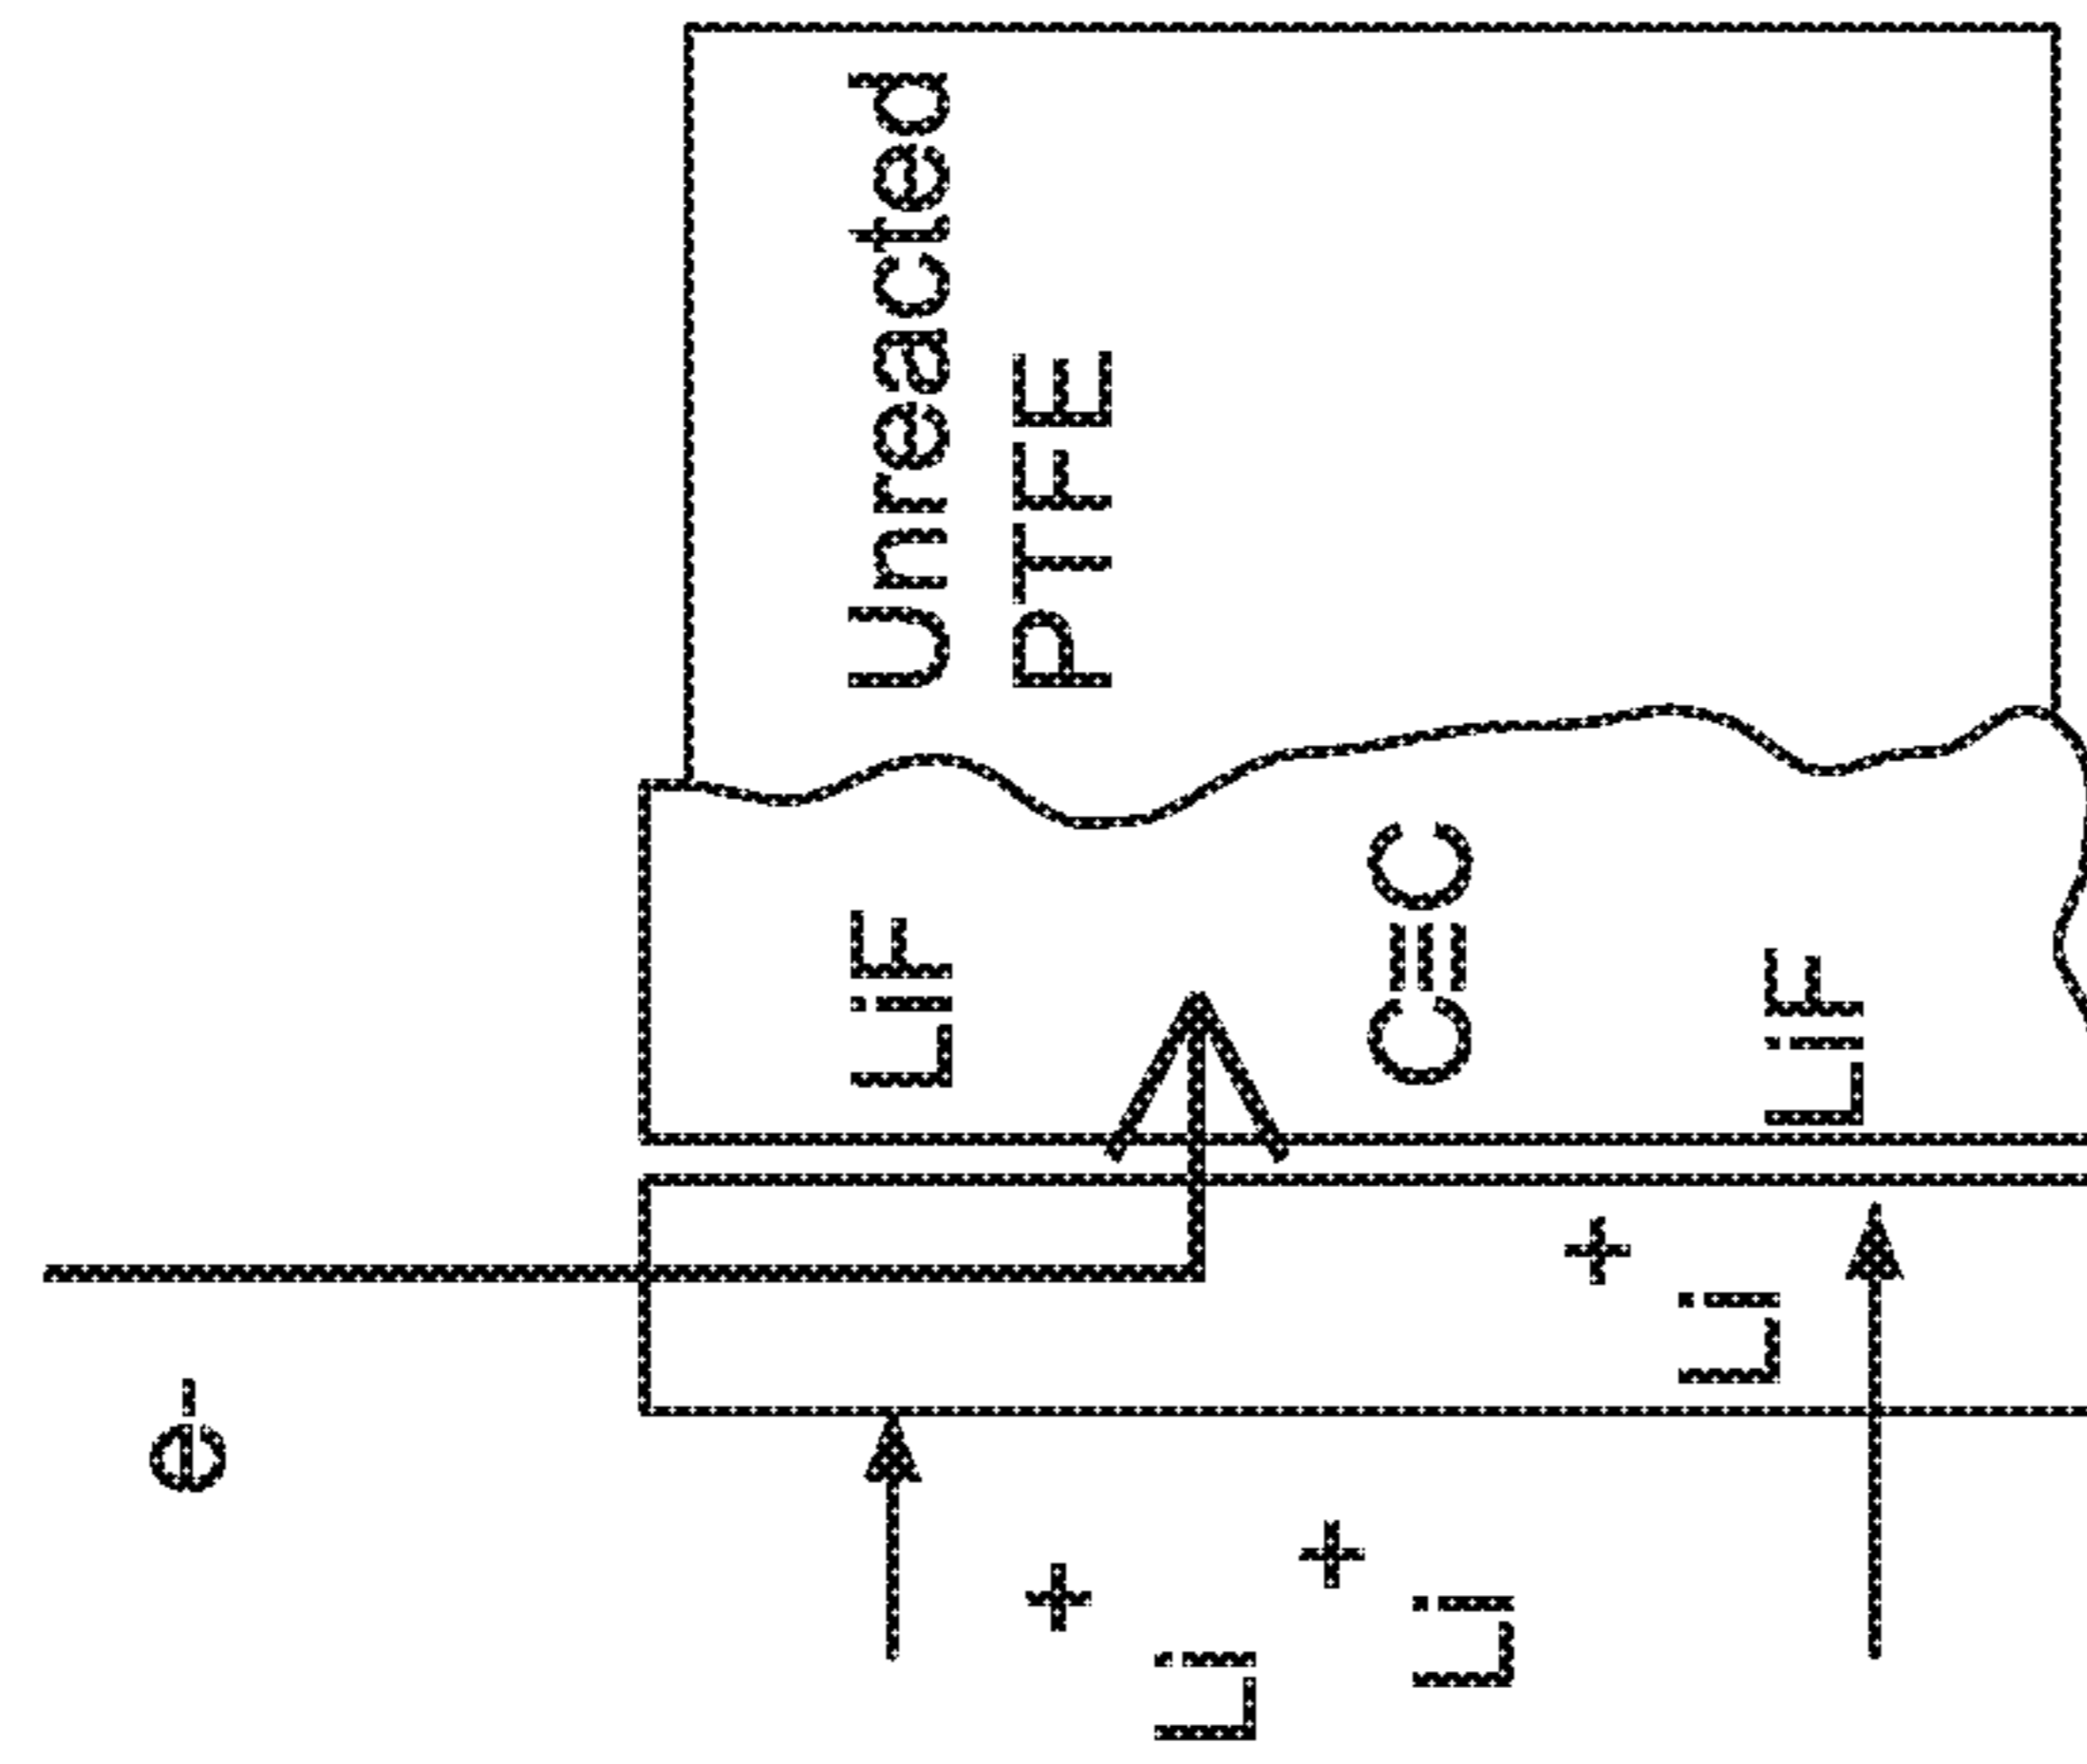 Unreacted
PTFE
LiF
C≡C
LiF
e-
Li+
Li+
Li+